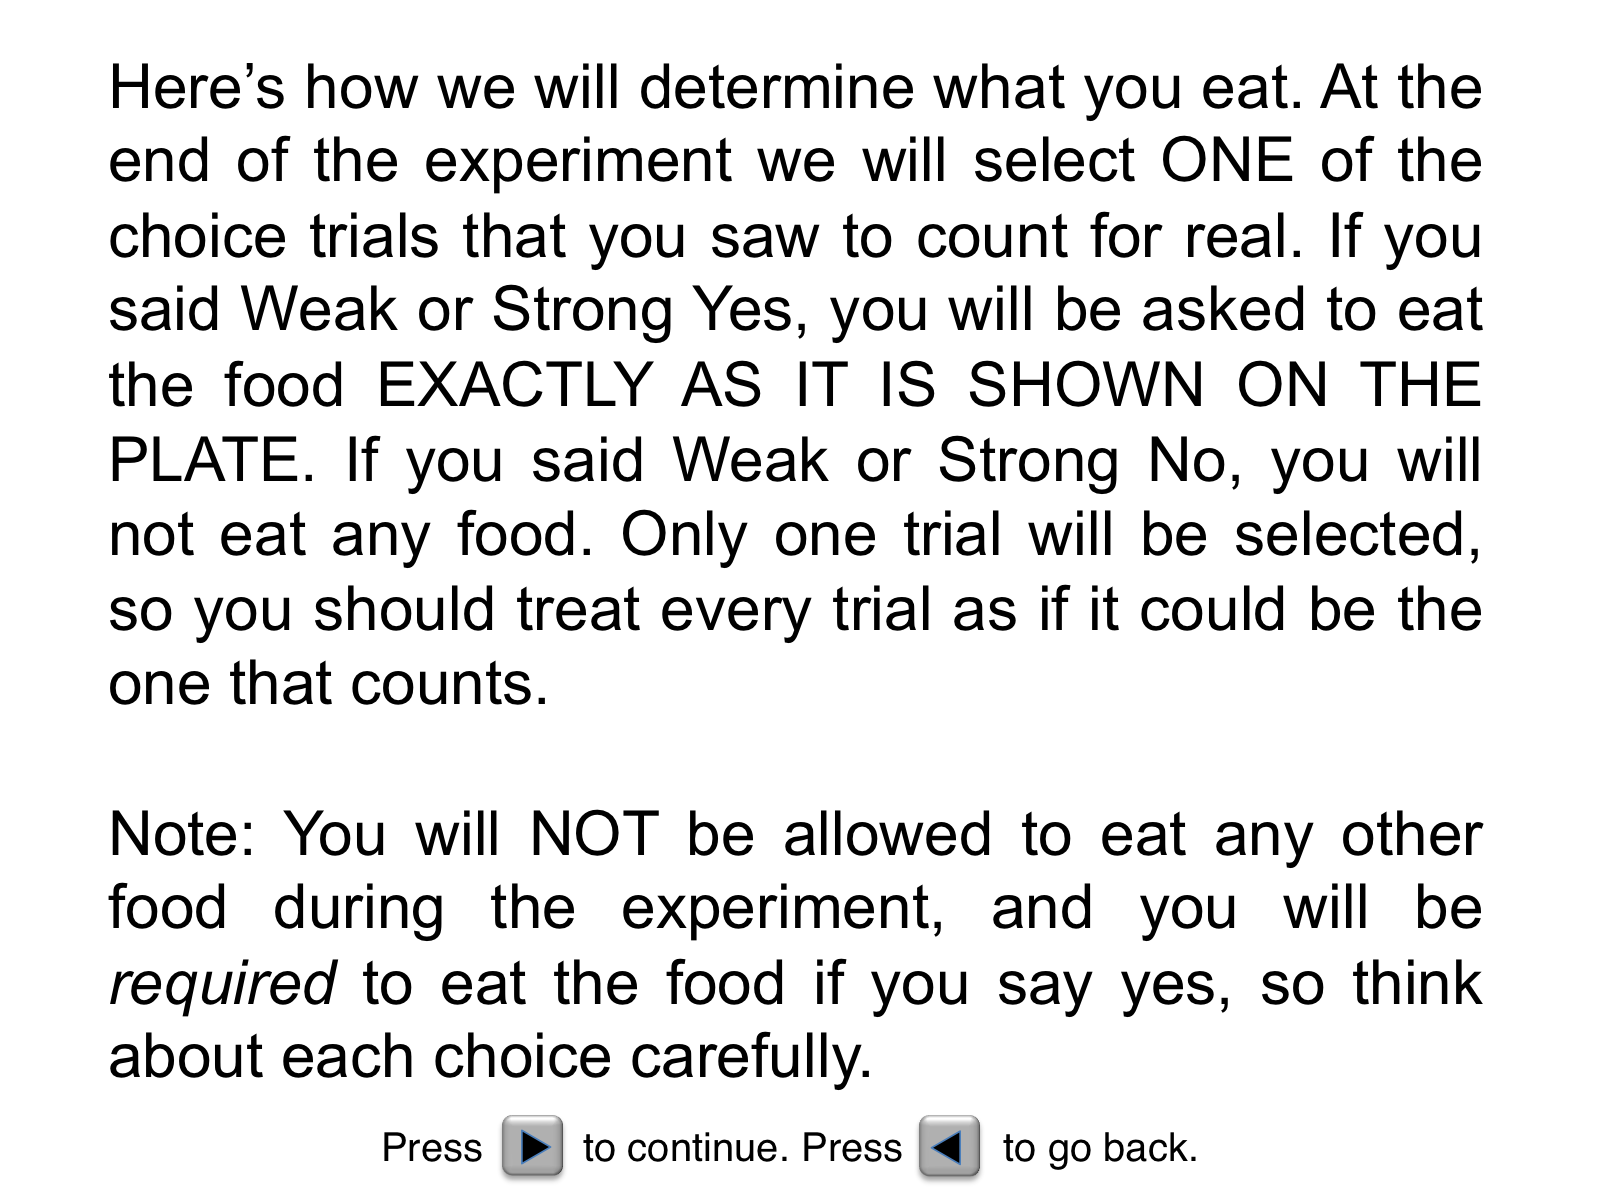 Here’s how we will determine what you eat. At the
end of the experiment we will select ONE of the
choice trials that you saw to count for real. If you
said Weak or Strong Yes, you will be asked to eat
the food EXACTLY AS IT IS SHOWN ON THE
PLATE. If you said Weak or Strong No, you will
not eat any food. Only one trial will be selected,
so you should treat every trial as if it could be the
one that counts.
Note: You will NOT be allowed to eat any other
food during the experiment, and you will be
required to eat the food if you say yes, so think
about each choice carefully.
Press to continue. Press to go back.